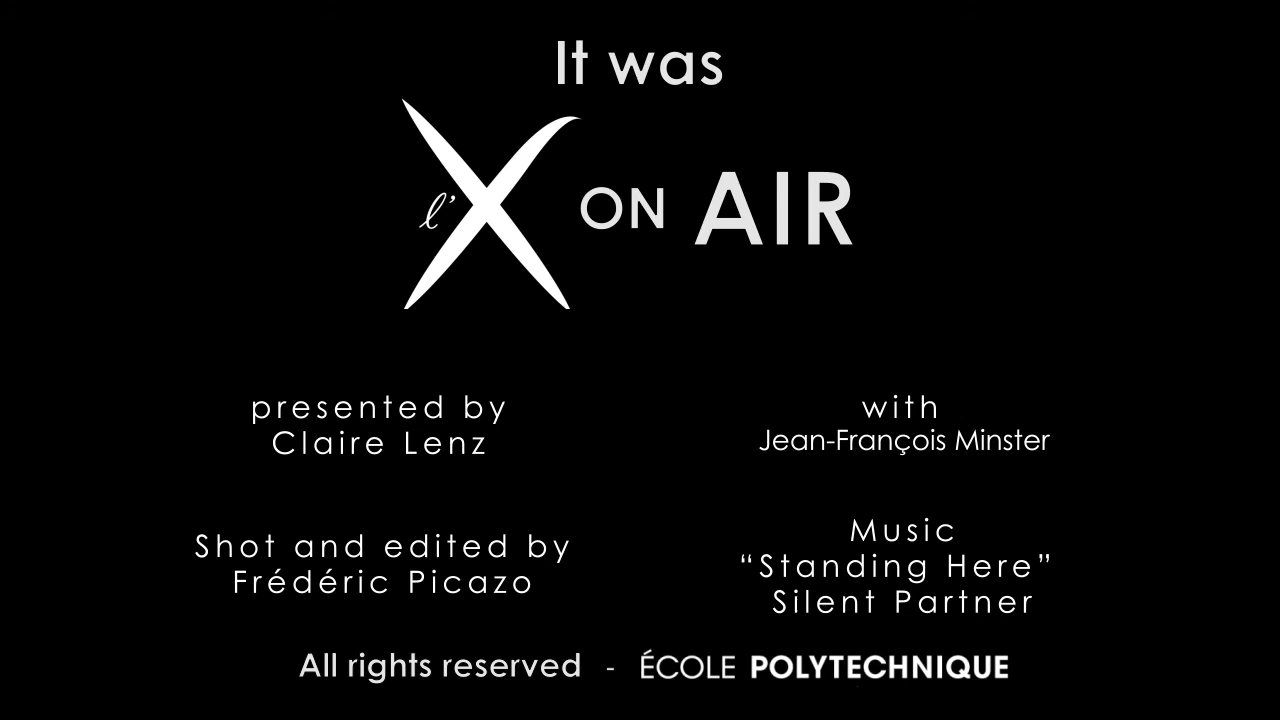 It was
l'X ON AIR
presented by
Claire Lenz
with
Jean-François Minster
Shot and edited by
Frédéric Picazo
Music
“Standing Here”
Silent Partner
All rights reserved - ÉCOLE POLYTECHNIQUE